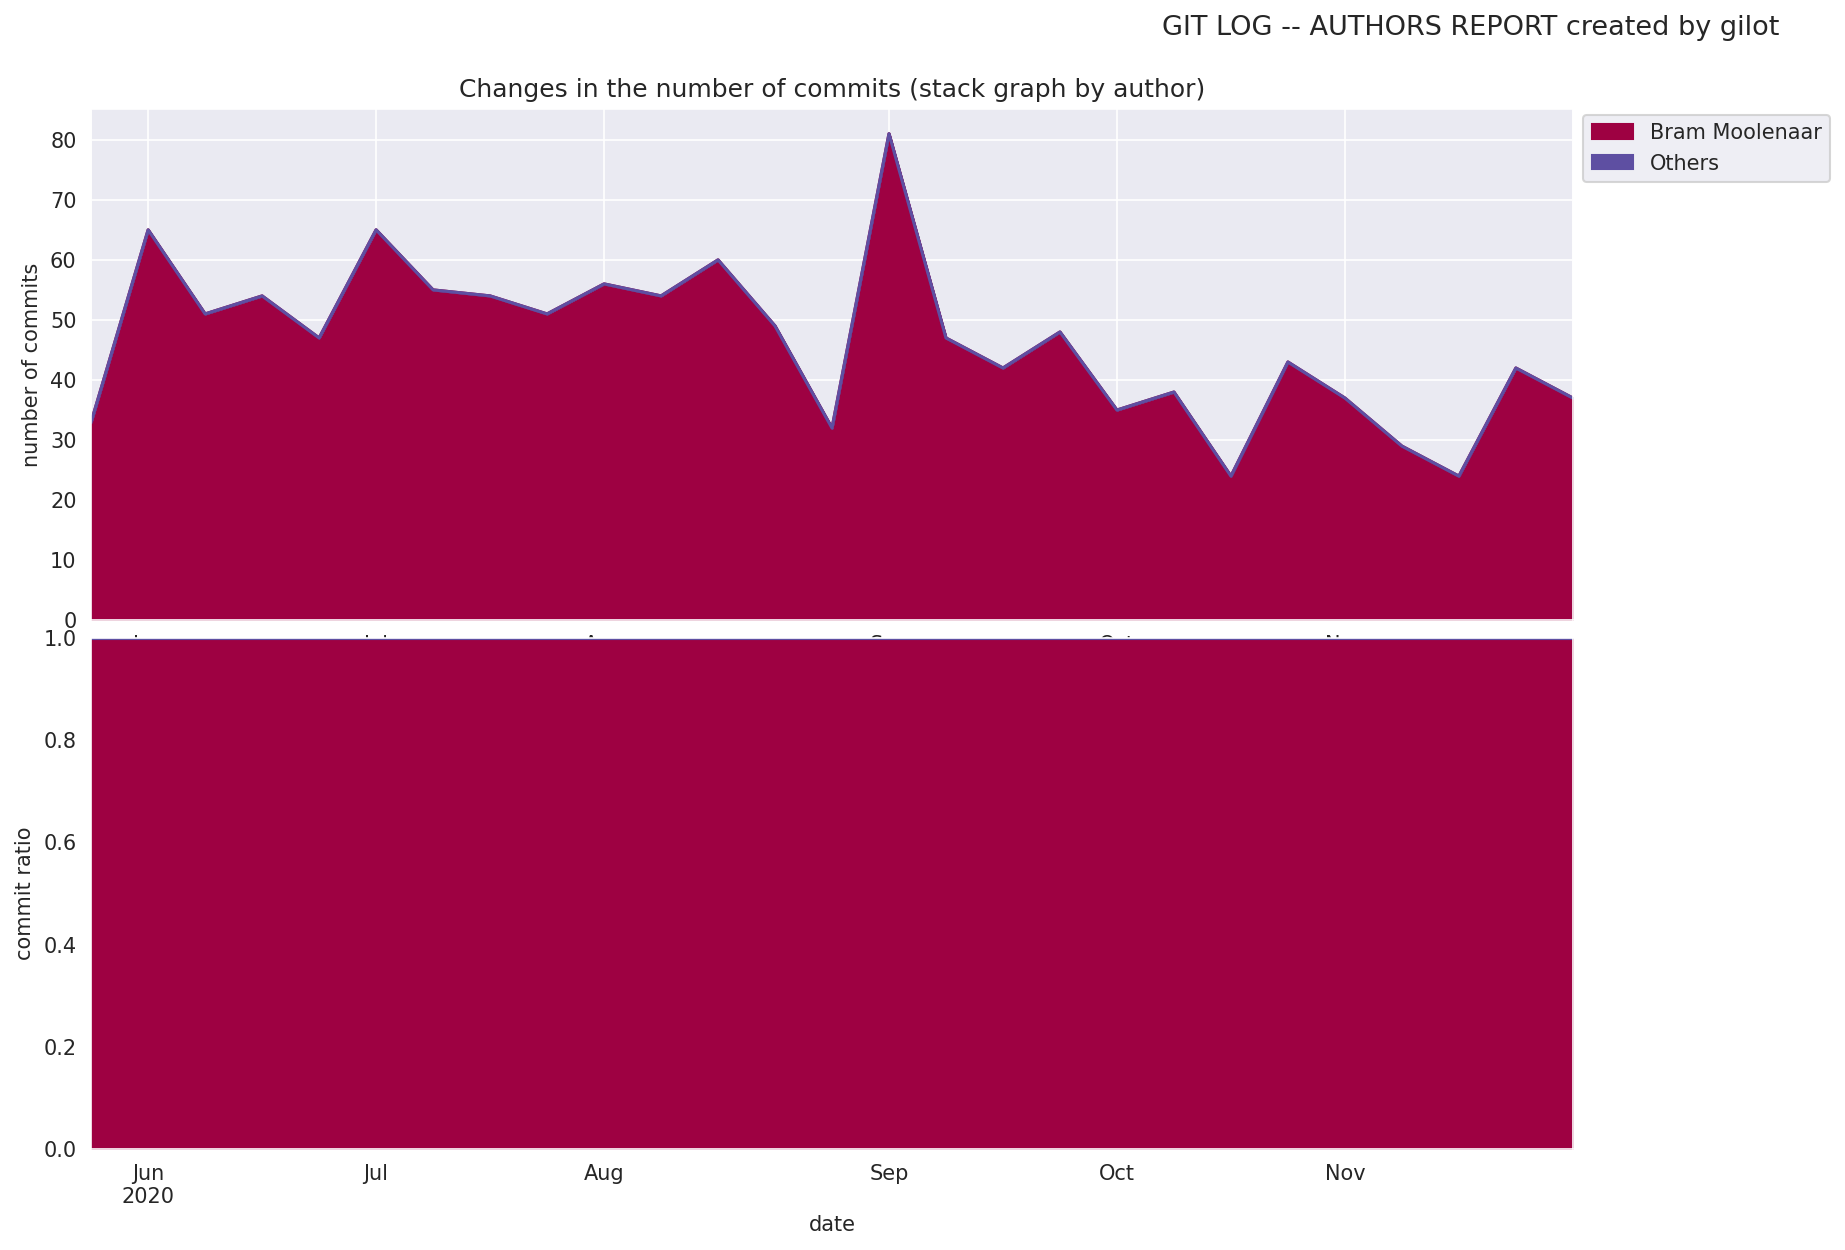 GIT LOG -- AUTHORS REPORT created by gilot
Changes in the number of commits (stack graph by author)
Bram Moolenaar
Others
number of commits
80
70
60
50
40
30
20
10
0
commit ratio
1.0
0.8
0.6
0.4
0.2
0.0
Jun Jul Aug Sep Oct Nov
2020
date